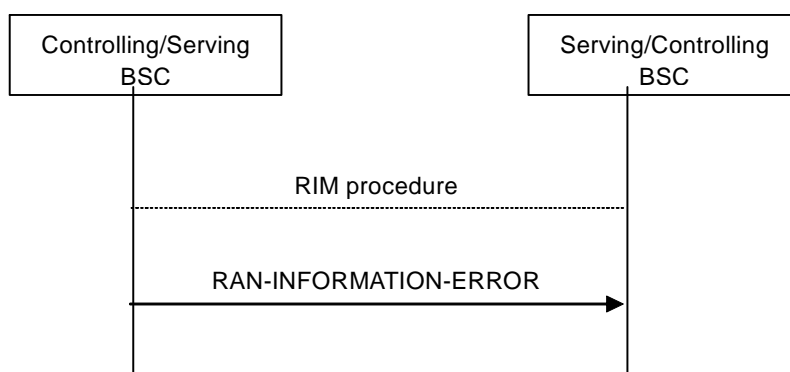 Controlling/Serving
BSC
Serving/Controlling
BSC
RIM procedure
RAN-INFORMATION-ERROR